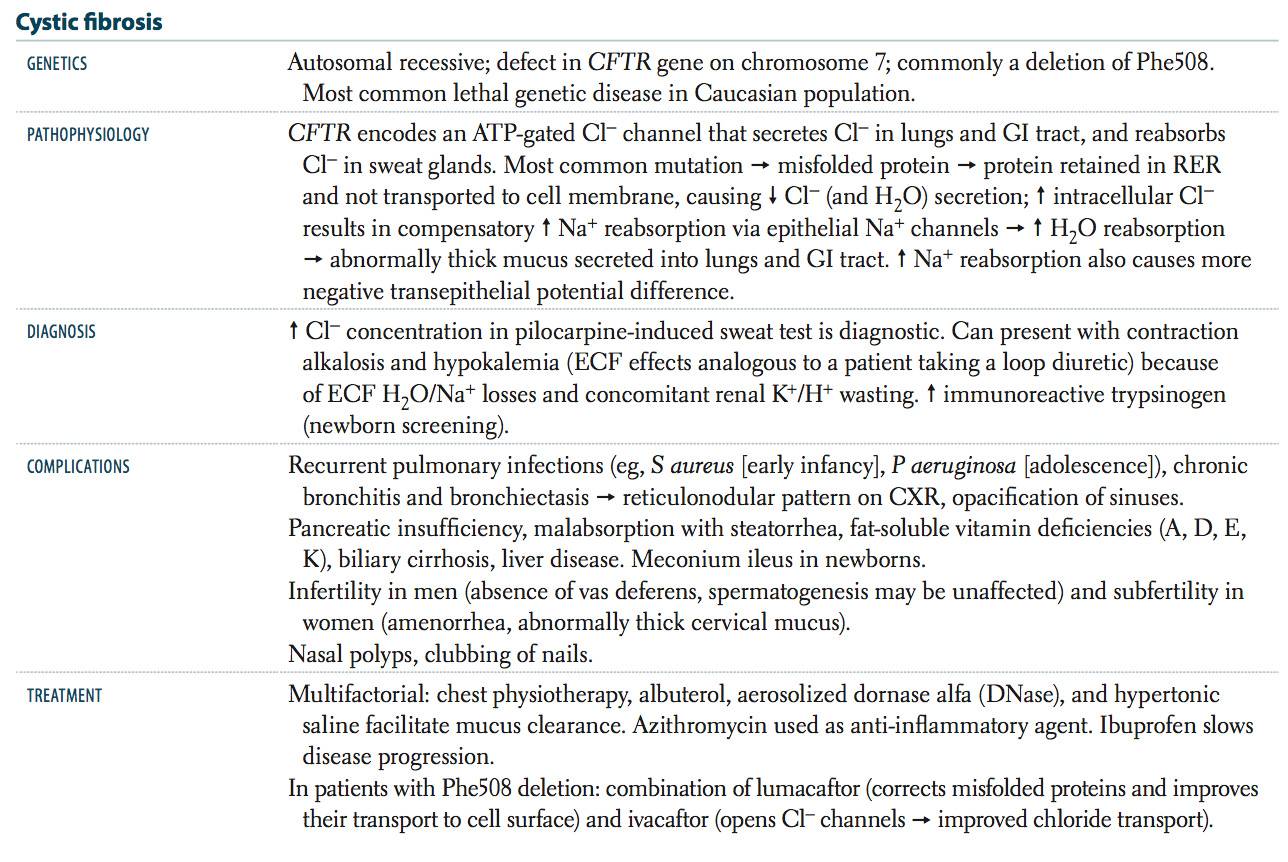 Cystic fibrosis
GENETICS Autosomal recessive; defect in CFTR gene on chromosome 7; commonly a deletion of Phe508.
Most common lethal genetic disease in Caucasian population.
PATHOPHYSIOLOGY CFTR encodes an ATP-gated Cl⁻ channel that secretes Cl⁻ in lungs and GI tract, and reabsorbs
Cl⁻ in sweat glands. Most common mutation → misfolded protein → protein retained in RER
and not transported to cell membrane, causing ↓ Cl⁻ (and H₂O) secretion; ↑ intracellular Cl⁻
results in compensatory ↑ Na⁺ reabsorption via epithelial Na⁺ channels → ↑ H₂O reabsorption
→ abnormally thick mucus secreted into lungs and GI tract. ↑ Na⁺ reabsorption also causes more
negative transepithelial potential difference.
DIAGNOSIS ↑ Cl⁻ concentration in pilocarpine-induced sweat test is diagnostic. Can present with contraction
alkalosis and hypokalemia (ECF effects analogous to a patient taking a loop diuretic) because
of ECF H₂O/Na⁺ losses and concomitant renal K⁺/H⁺ wasting. ↑ immunoreactive trypsinogen
(newborn screening).
COMPLICATIONS Recurrent pulmonary infections (eg, S aureus [early infancy], P aeruginosa [adolescence]), chronic
bronchitis and bronchiectasis → reticulonodular pattern on CXR, opacification of sinuses.
Pancreatic insufficiency, malabsorption with steatorrhea, fat-soluble vitamin deficiencies (A, D, E,
K), biliary cirrhosis, liver disease. Meconium ileus in newborns.
Infertility in men (absence of vas deferens, spermatogenesis may be unaffected) and subfertility in
women (amenorrhea, abnormally thick cervical mucus).
Nasal polyps, clubbing of nails.
TREATMENT Multifactorial: chest physiotherapy, albuterol, aerosolized dornase alfa (DNase), and hypertonic
saline facilitate mucus clearance. Azithromycin used as anti-inflammatory agent. Ibuprofen slows
disease progression.
In patients with Phe508 deletion: combination of lumacaftor (corrects misfolded proteins and improves
their transport to cell surface) and ivacaftor (opens Cl⁻ channels → improved chloride transport).